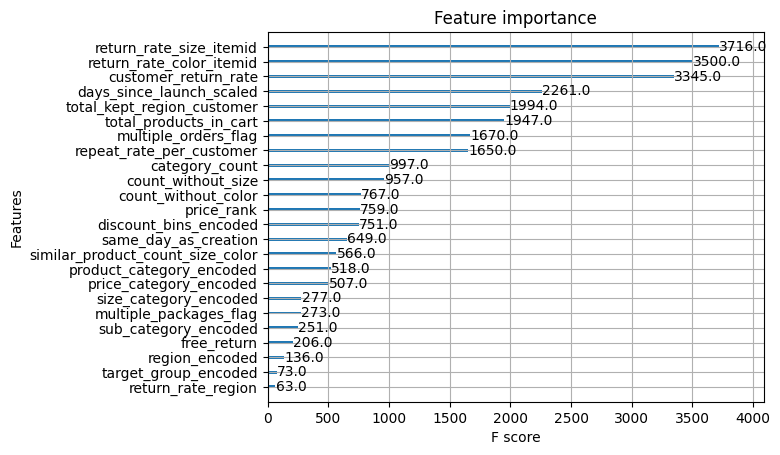 Feature importance
return_rate_size_itemid 3716.0
return_rate_color_itemid 3500.0
customer_return_rate 3345.0
days_since_launch_scaled 2261.0
total_kept_region_customer 1994.0
total_products_in_cart 1947.0
multiple_orders_flag 1670.0
repeat_rate_per_customer 1650.0
category_count 997.0
count_without_size 957.0
count_without_color 767.0
price_rank 759.0
discount_bins_encoded 751.0
same_day_as_creation 649.0
similar_product_count_size_color 566.0
product_category_encoded 518.0
price_category_encoded 507.0
size_category_encoded 277.0
multiple_packages_flag 273.0
sub_category_encoded 251.0
free_return 206.0
region_encoded 136.0
target_group_encoded 73.0
return_rate_region 63.0
Features
0 500 1000 1500 2000 2500 3000 3500 4000
F score